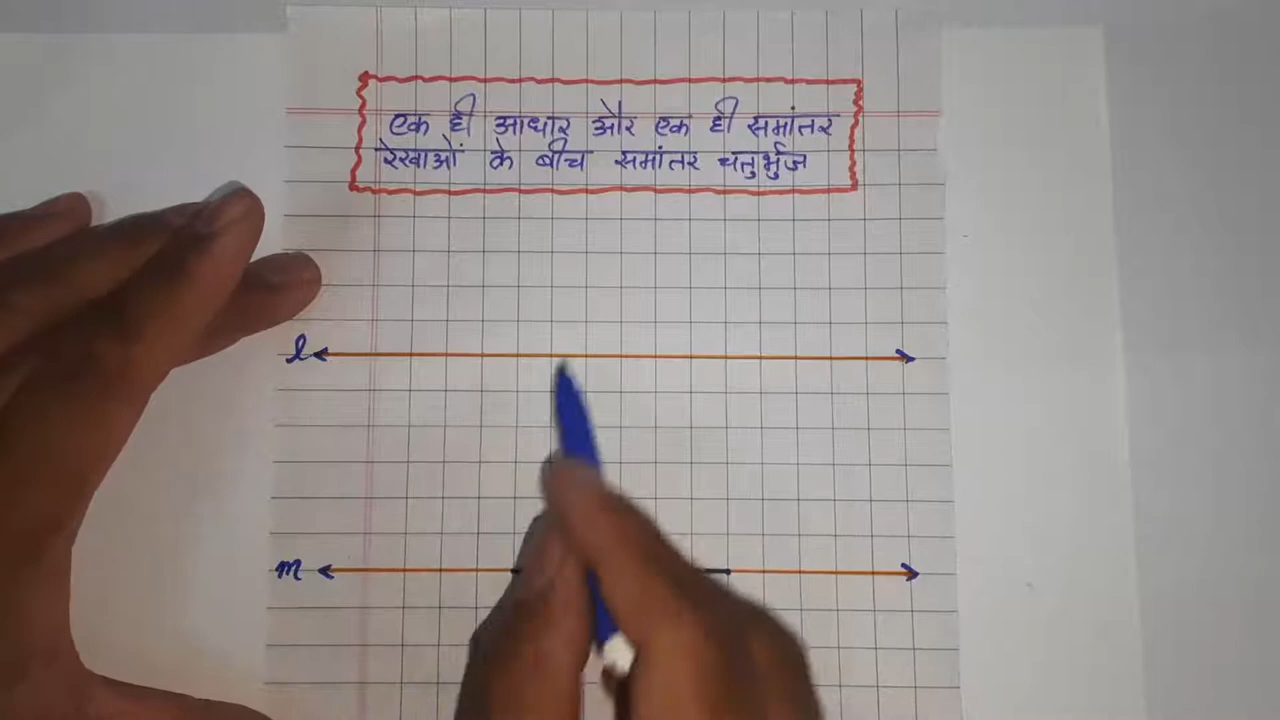 एक ही आधार और एक ही समांतर
रेखाओं के बीच समांतर चतुर्भुज
l
m